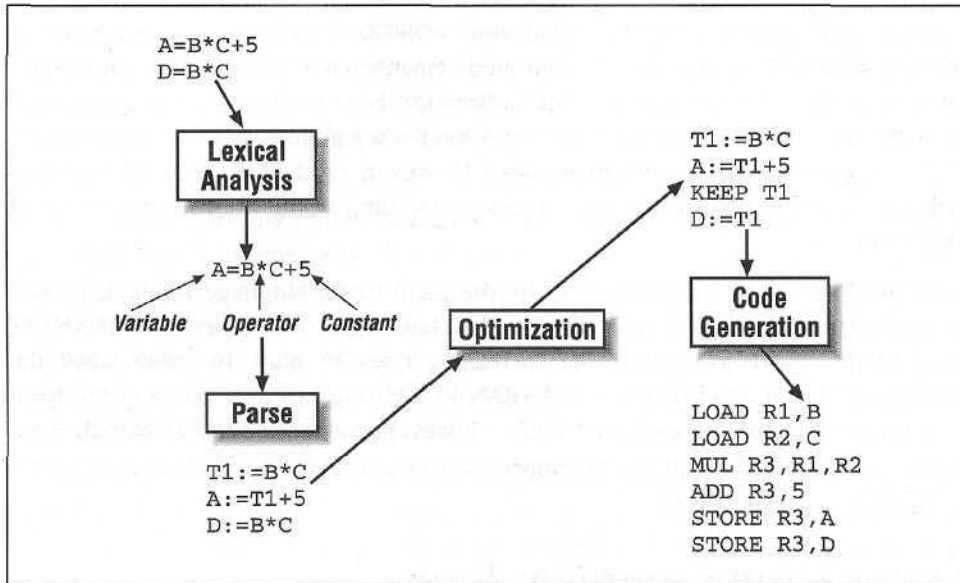 A=B*C+5
D=B*C
Lexical
Analysis
A=B*C+5
Variable Operator Constant
Parse
T1:=B*C
A:=T1+5
D:=B*C
Optimization
T1:=B*C
A:=T1+5
KEEP T1
D:=T1
Code
Generation
LOAD R1,B
LOAD R2,C
MUL R3,R1,R2
ADD R3,5
STORE R3,A
STORE R3,D